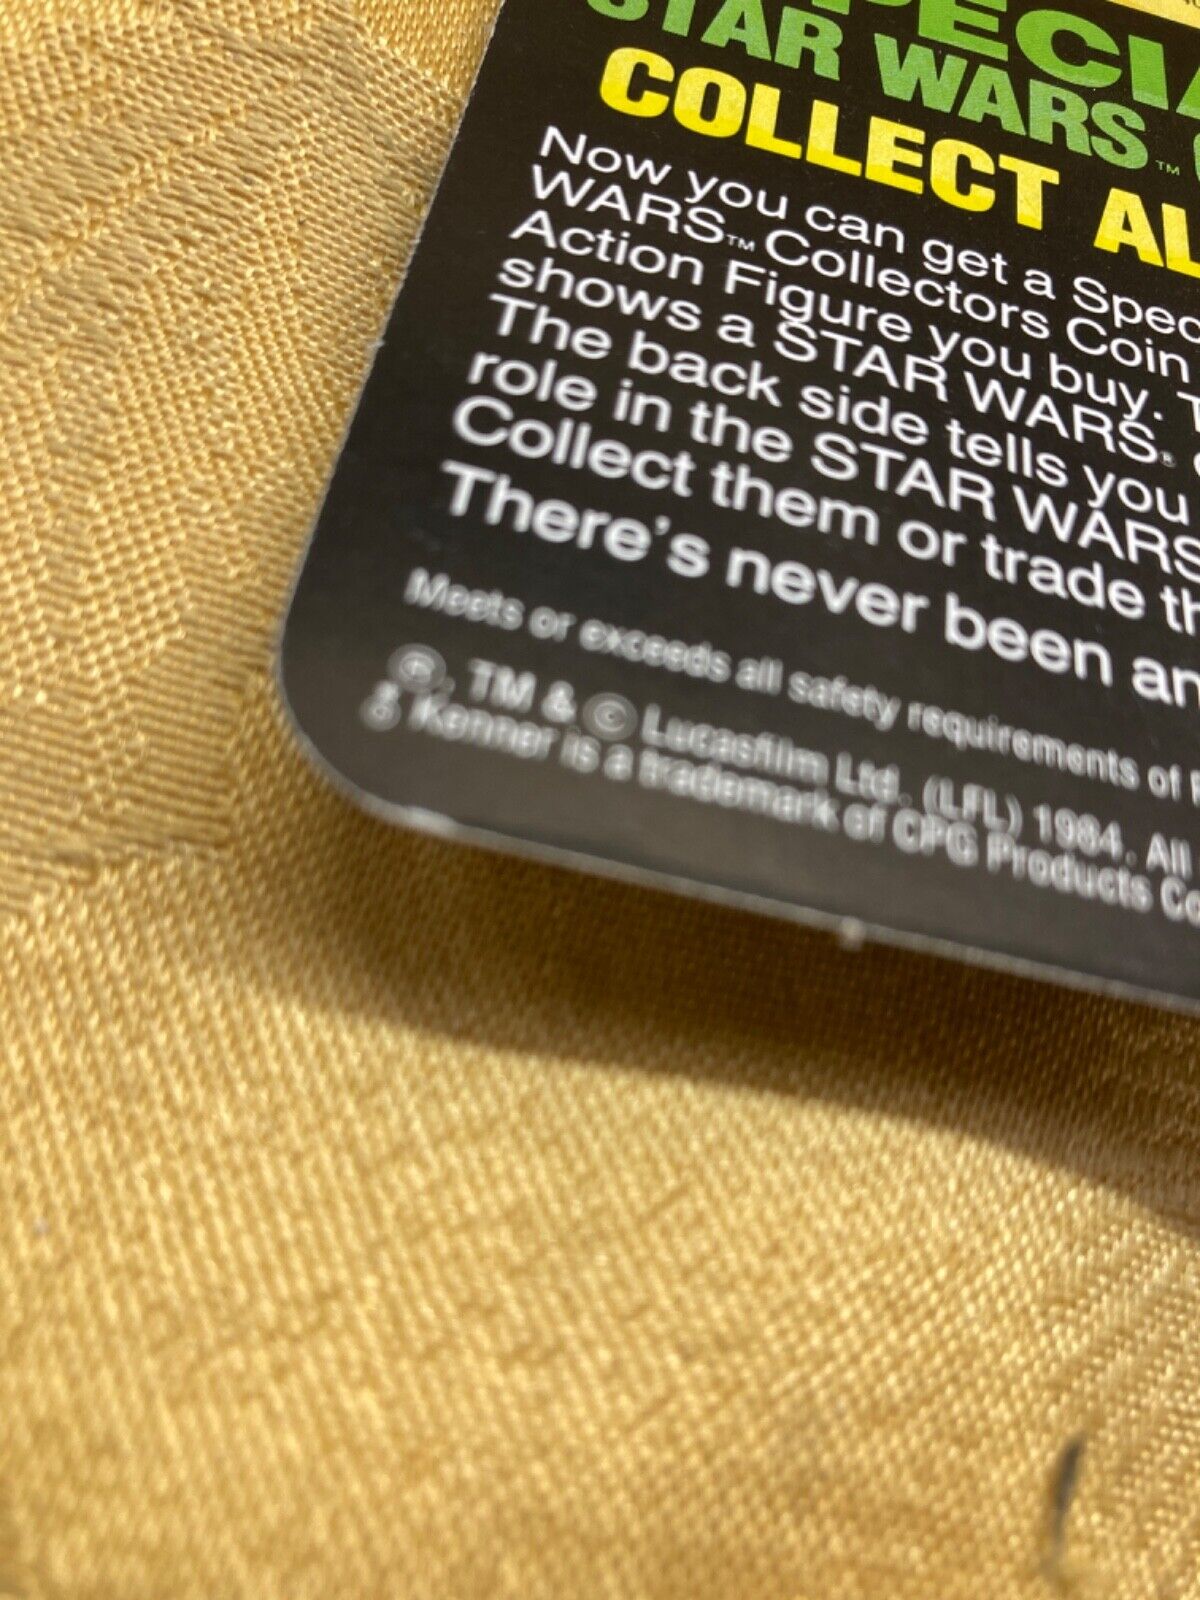 PECIA
STAR WARS™
COLLECT AL
Now you can get a Spec
WARS™ Collectors Coin
Action Figure you buy. T
shows a STAR WARS®
The back side tells you
role in the STAR WARS
Collect them or trade th
There's never been an
Meets or exceeds all safety requirements of
®, TM & © Lucasfilm Ltd. (LFL) 1984. All
& Kenner is a trademark of CPG Products Co